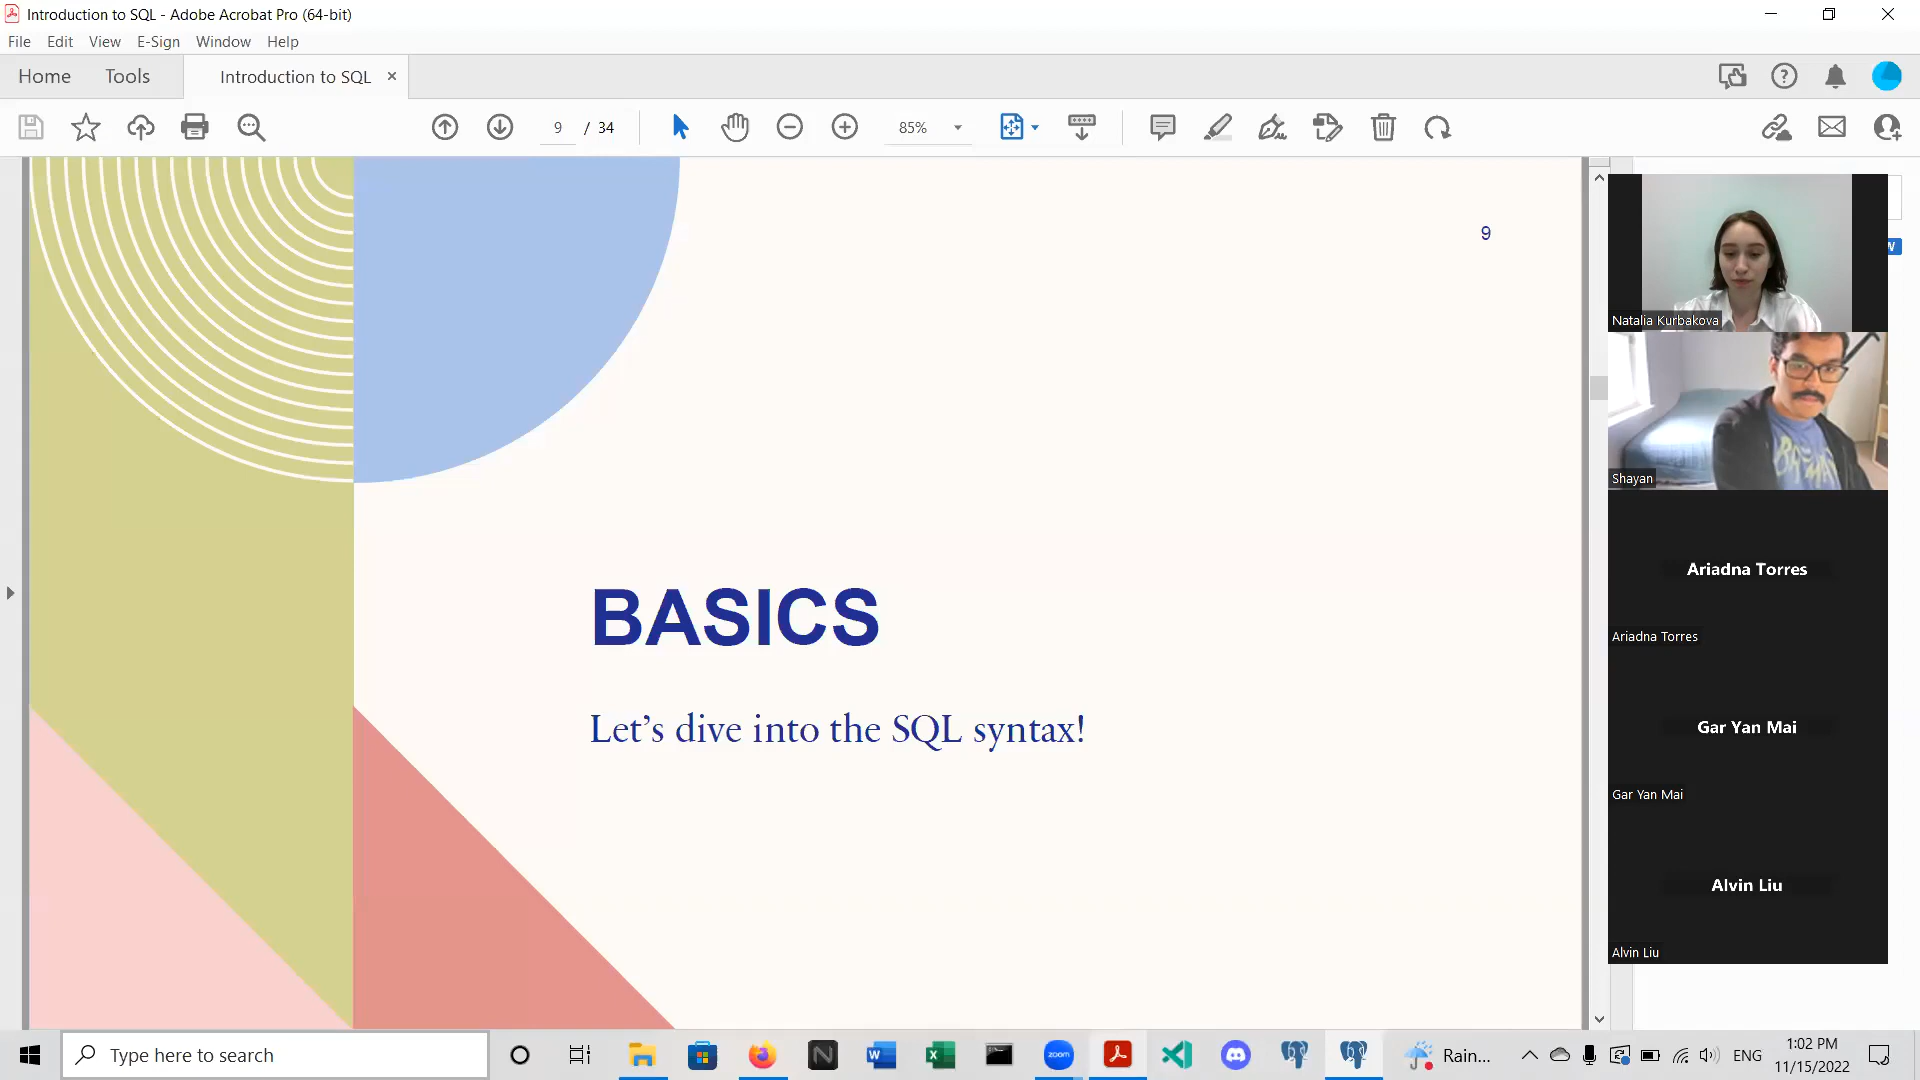 Introduction to SQL - Adobe Acrobat Pro (64-bit)
File Edit View E-Sign Window Help
Home Tools Introduction to SQL ×
9 / 34 85%
9
BASICS
Let's dive into the SQL syntax!
W
Natalia Kurbakova
Shayan
Ariadna Torres
Ariadna Torres
Gar Yan Mai
Gar Yan Mai
Alvin Liu
Alvin Liu
Type here to search
zoom
Rain...
ENG
1:02 PM
11/15/2022